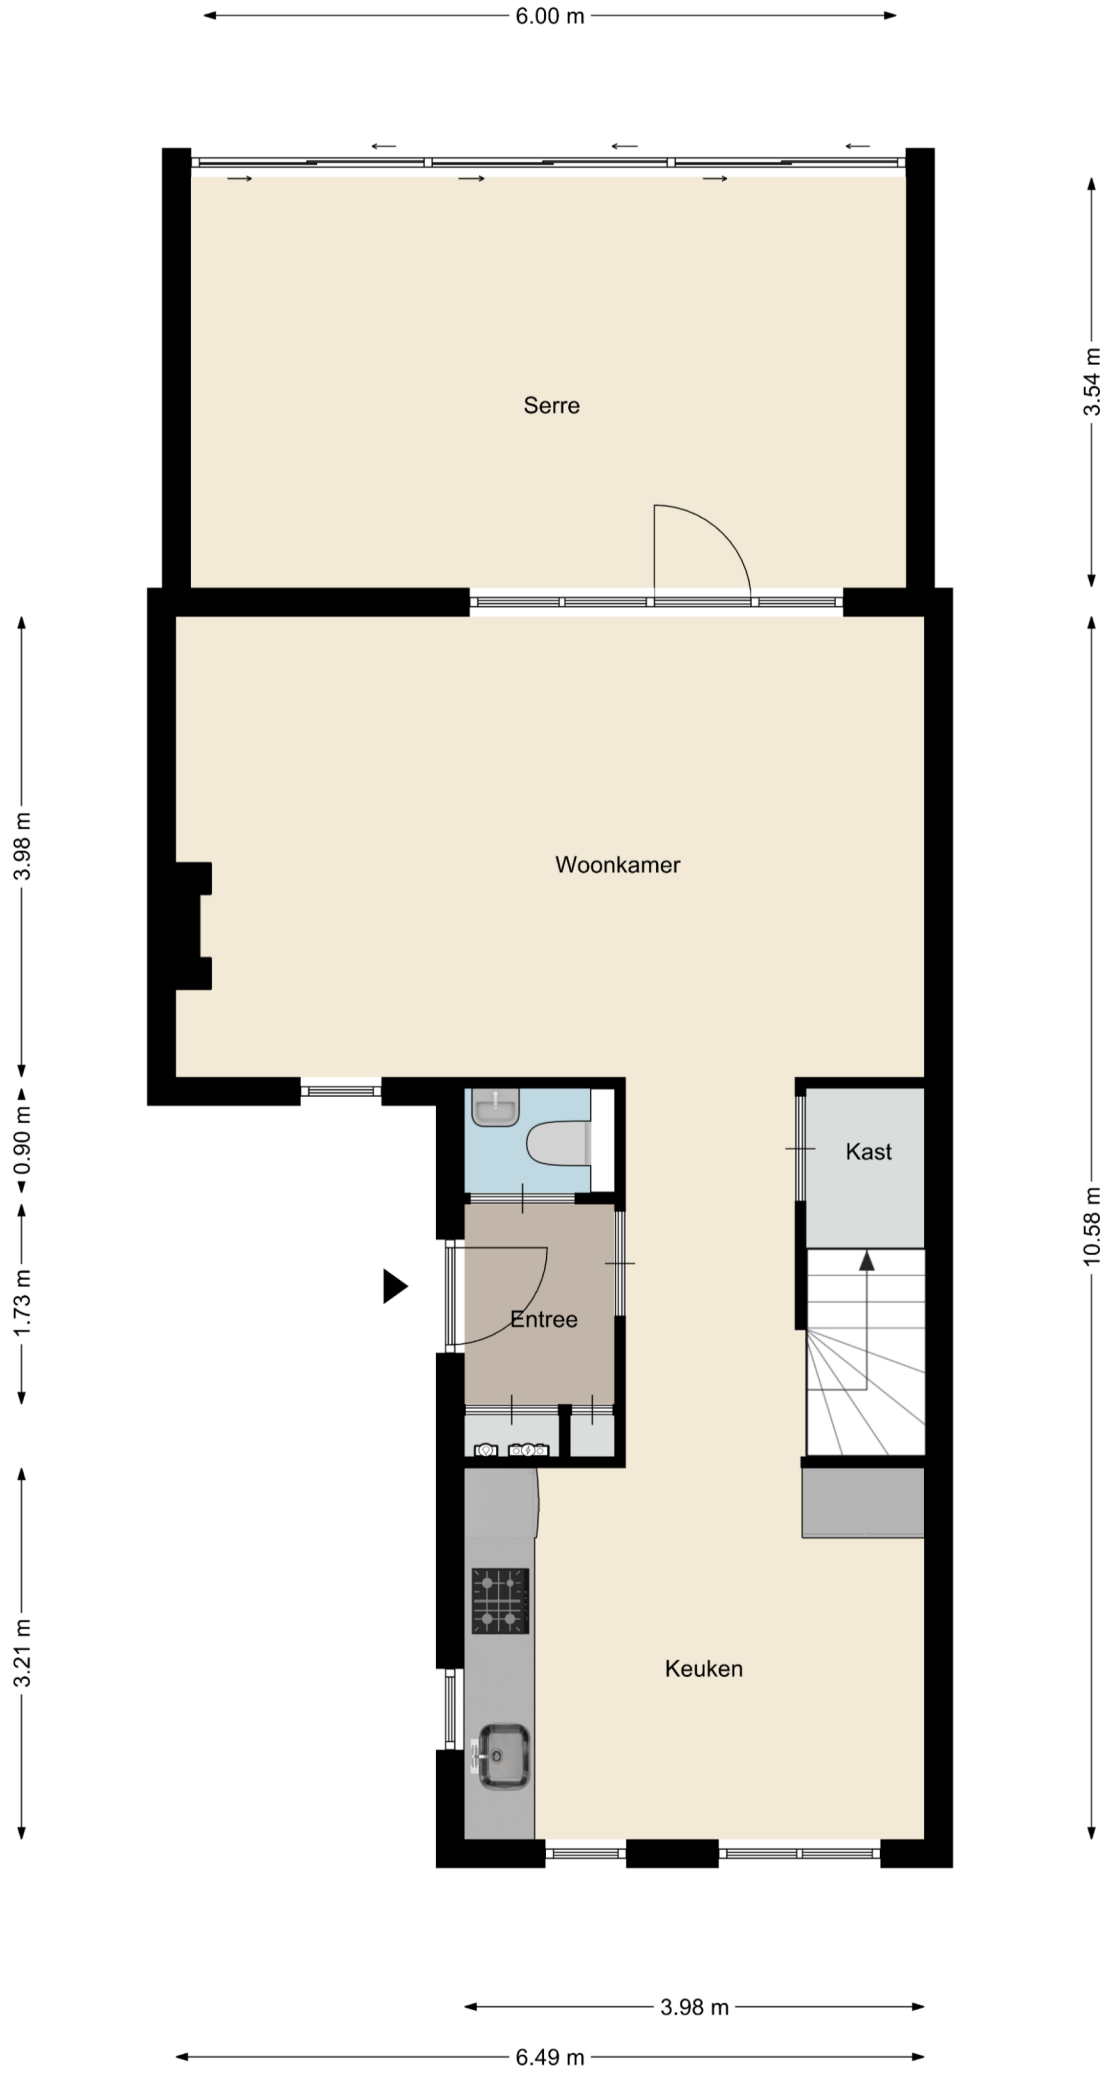 6.00 m
3.54 m
Serre
3.98 m
Woonkamer
0.90 m
Kast
10.58 m
1.73 m
Entree
3.21 m
Keuken
3.98 m
6.49 m